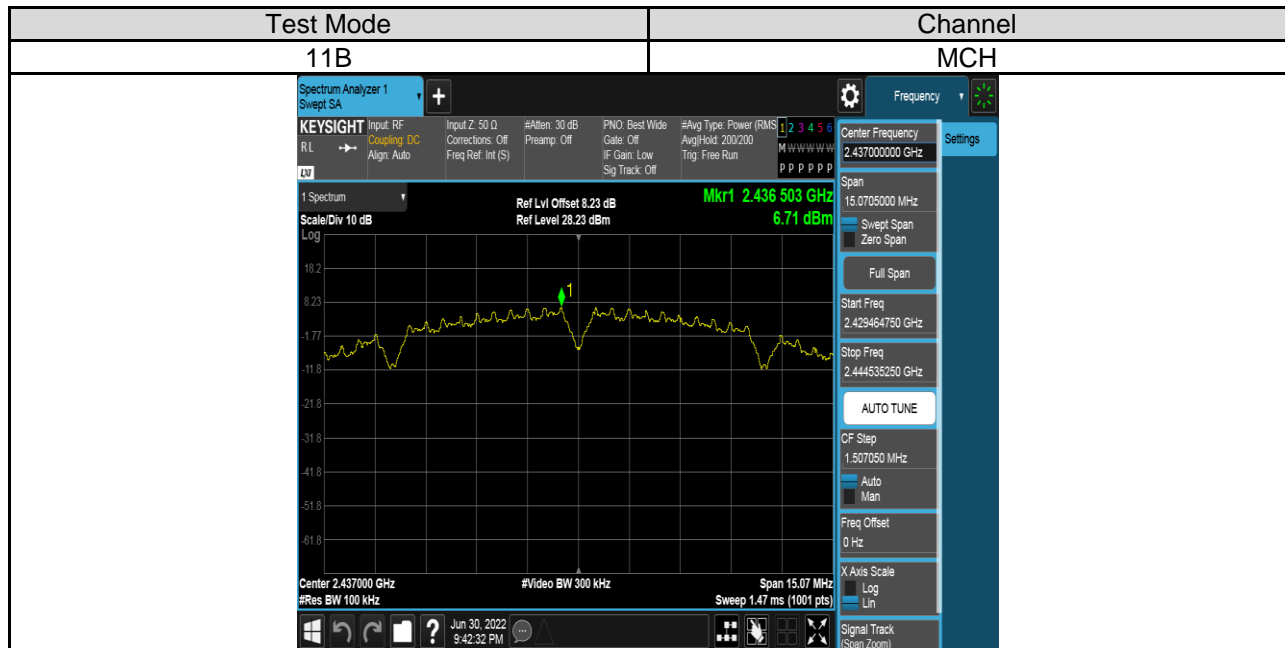 Test Mode Channel
11B MCH
Spectrum Analyzer 1
Swept SA
Frequency
KEYSIGHT
RL
LXI
Input: RF
Coupling: DC
Align: Auto
Input Z: 50 Ω
Corrections: Off
Freq Ref: Int (S)
#Atten: 30 dB
Preamp: Off
PNO: Best Wide
Gate: Off
IF Gain: Low
Sig Track: Off
#Avg Type: Power (RMS
Avg|Hold: 200/200
Trig: Free Run
1 2 3 4 5 6
M W W W W W
P P P P P P
1 Spectrum
Scale/Div 10 dB
Log
Ref Lvl Offset 8.23 dB
Ref Level 28.23 dBm
Mkr1 2.436 503 GHz
6.71 dBm
18.2
8.23
-1.77
-11.8
-21.8
-31.8
-41.8
-51.8
-61.8
1
Center 2.437000 GHz
#Res BW 100 kHz
#Video BW 300 kHz
Span 15.07 MHz
Sweep 1.47 ms (1001 pts)
?
Jun 30, 2022
9:42:32 PM
Center Frequency
2.437000000 GHz
Settings
Span
15.0705000 MHz
Swept Span
Zero Span
Full Span
Start Freq
2.429464750 GHz
Stop Freq
2.444535250 GHz
AUTO TUNE
CF Step
1.507050 MHz
Auto
Man
Freq Offset
0 Hz
X Axis Scale
Log
Lin
Signal Track
(Span Zoom)